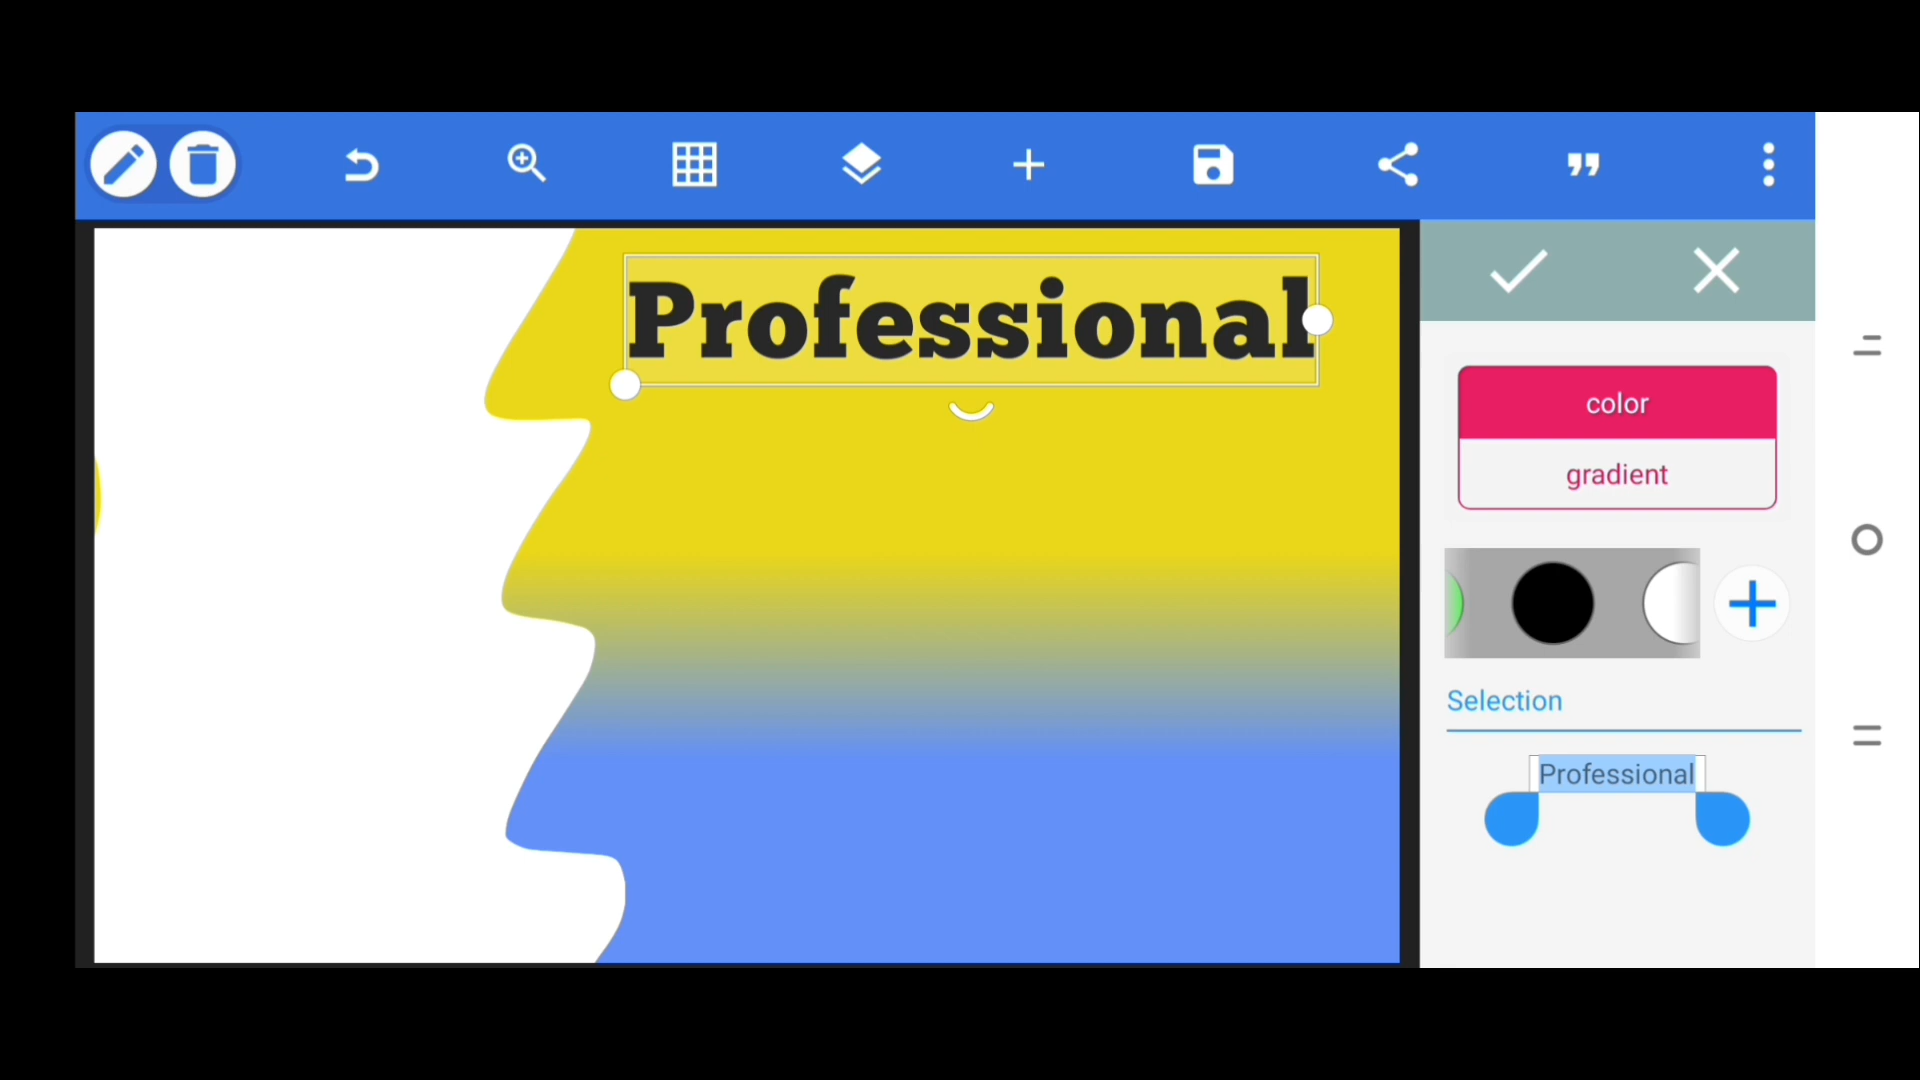 Professional
color
gradient
Selection
Professional